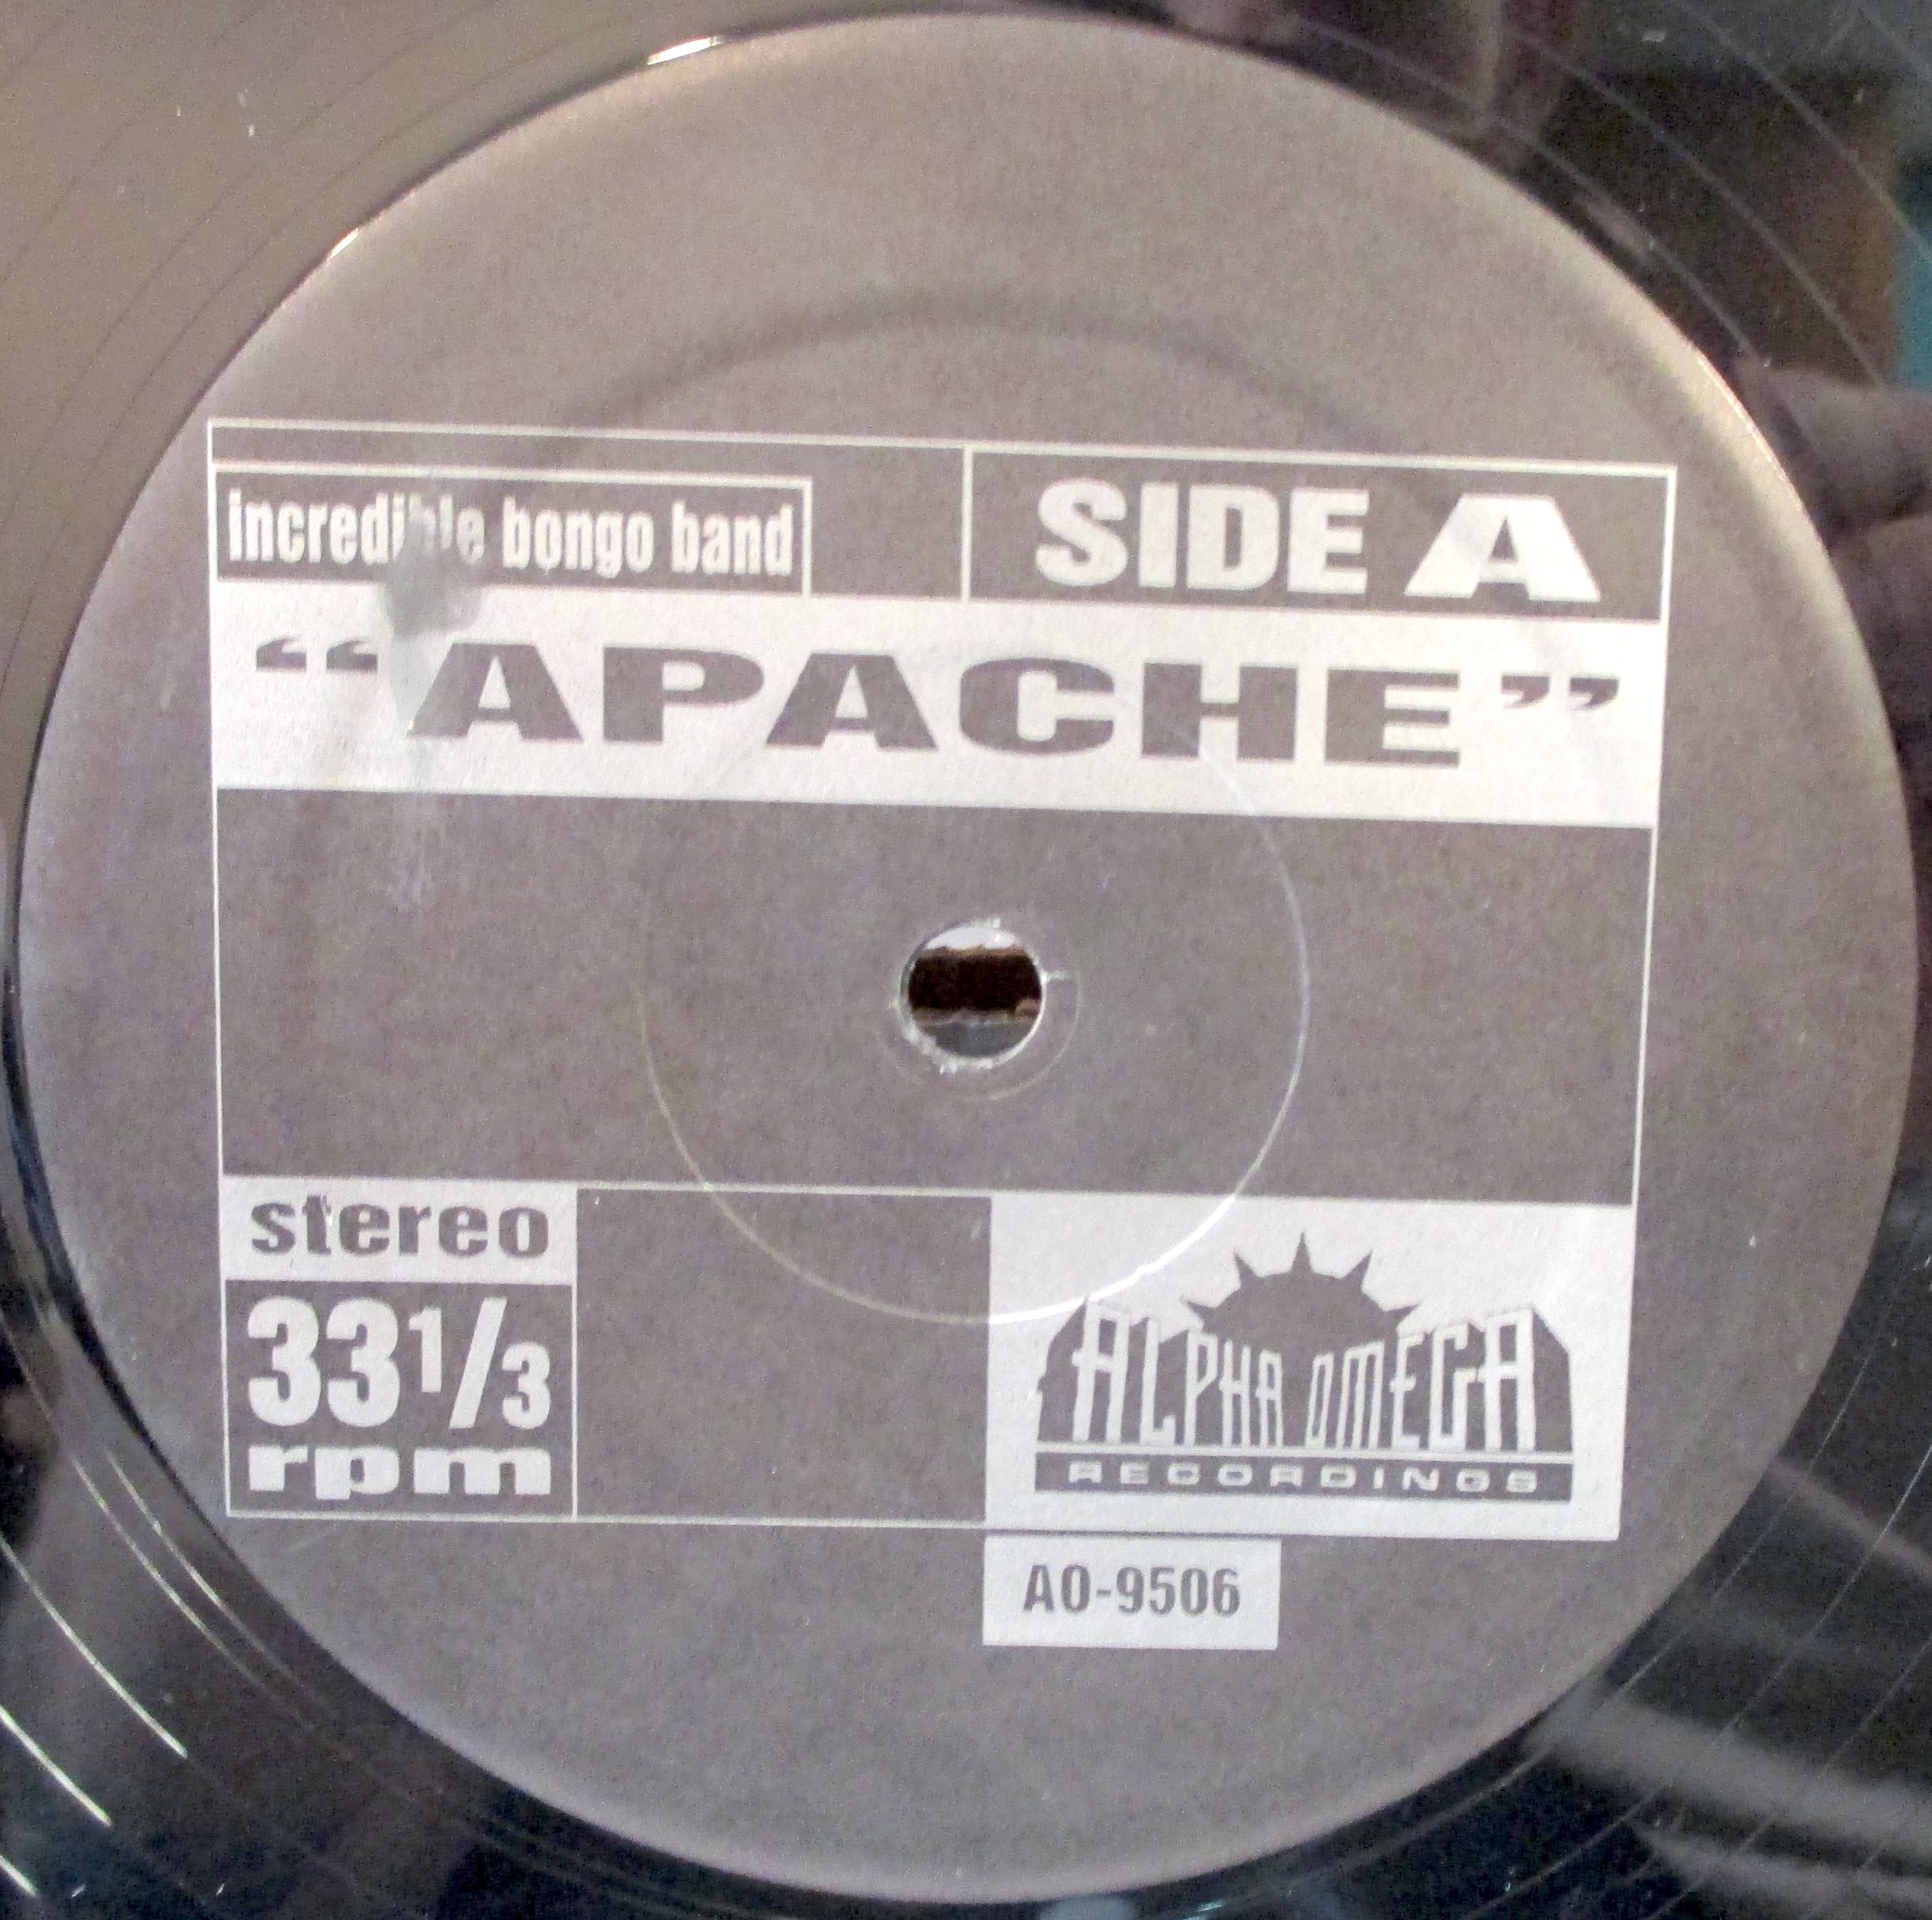 incredible bongo band
SIDE A
“APACHE”
stereo
33 1/3
rpm
ALPHA OMEGA
RECORDINGS
AO-9506